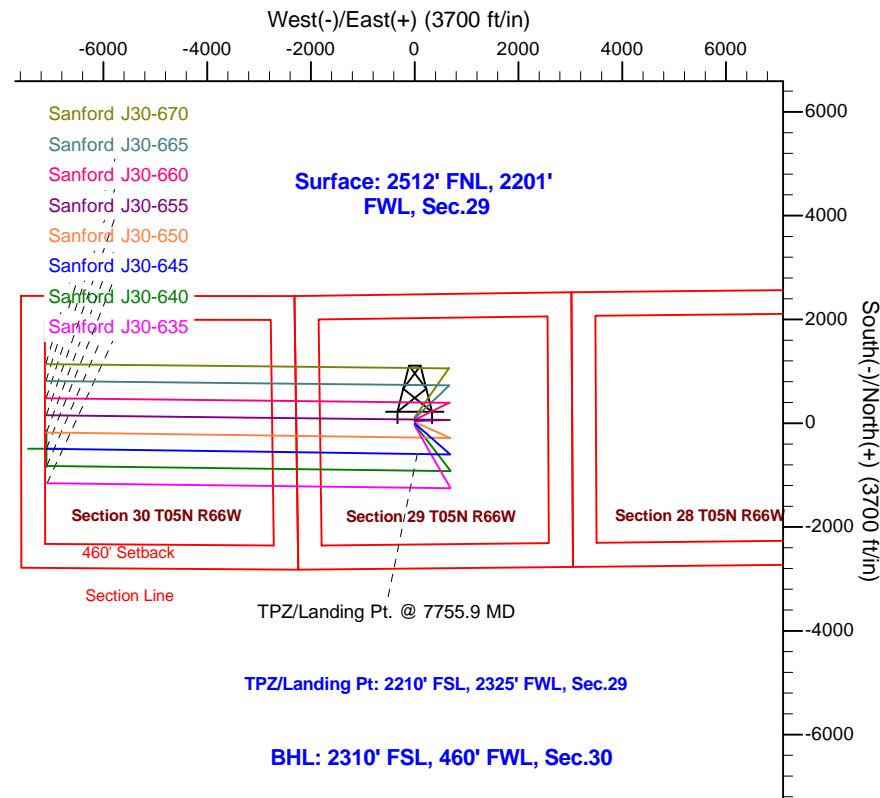 West(-)/East(+) (3700 ft/in)
-6000 -4000 -2000 0 2000 4000 6000
Sanford J30-670
Sanford J30-665
Sanford J30-660
Sanford J30-655
Sanford J30-650
Sanford J30-645
Sanford J30-640
Sanford J30-635
Surface: 2512' FNL, 2201'
FWL, Sec.29
6000
4000
2000
0
-2000
-4000
-6000
South(-)/North(+) (3700 ft/in)
Section 30 T05N R66W
Section 29 T05N R66W
Section 28 T05N R66W
460' Setback
Section Line
TPZ/Landing Pt. @ 7755.9 MD
TPZ/Landing Pt: 2210' FSL, 2325' FWL, Sec.29
BHL: 2310' FSL, 460' FWL, Sec.30